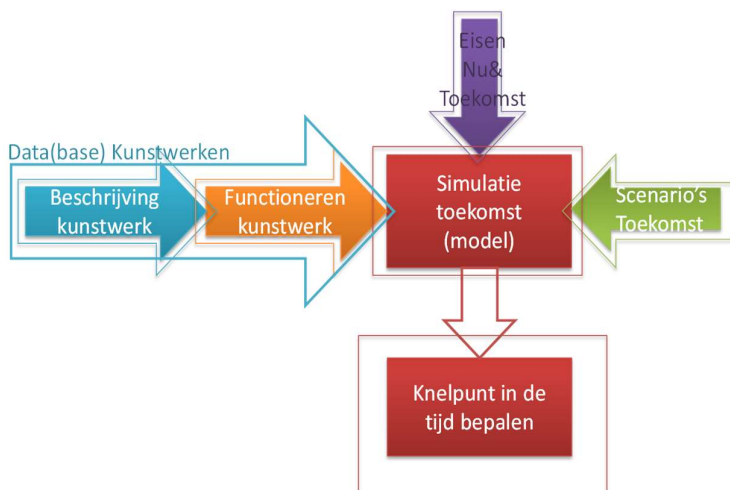 Eisen
Nu&
Toekomst
Data(base) Kunstwerken
Beschrijving
kunstwerk
Functioneren
kunstwerk
Simulatie
toekomst
(model)
Scenario's
Toekomst
Knelpunt in de
tijd bepalen